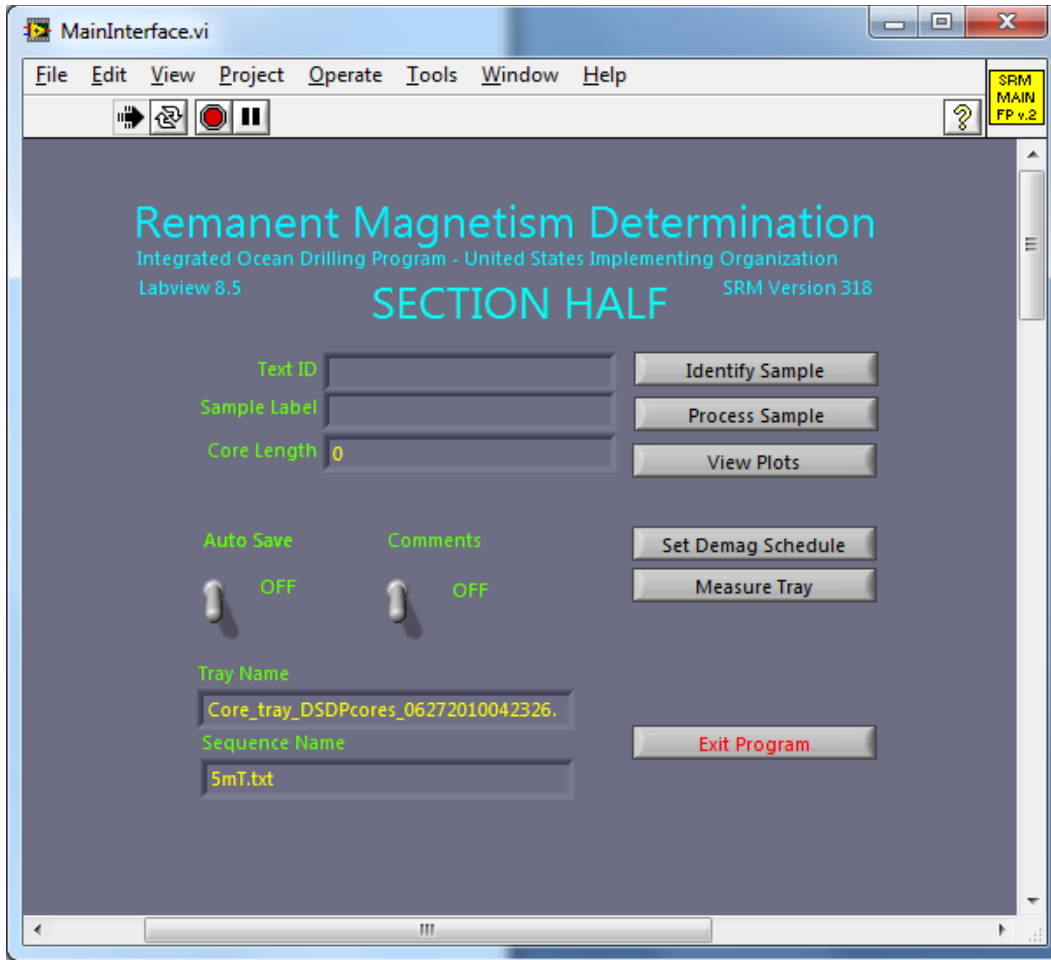 MainInterface.vi
File Edit View Project Operate Tools Window Help
SRM
MAIN
FP v.2
Remanent Magnetism Determination
Integrated Ocean Drilling Program - United States Implementing Organization
Labview 8.5
SRM Version 318
SECTION HALF
Text ID
Identify Sample
Sample Label
Process Sample
Core Length 0
View Plots
Auto Save
Comments
Set Demag Schedule
OFF
OFF
Measure Tray
Tray Name
Core_tray_DSDPcores_06272010042326.
Sequence Name
Exit Program
5mT.txt